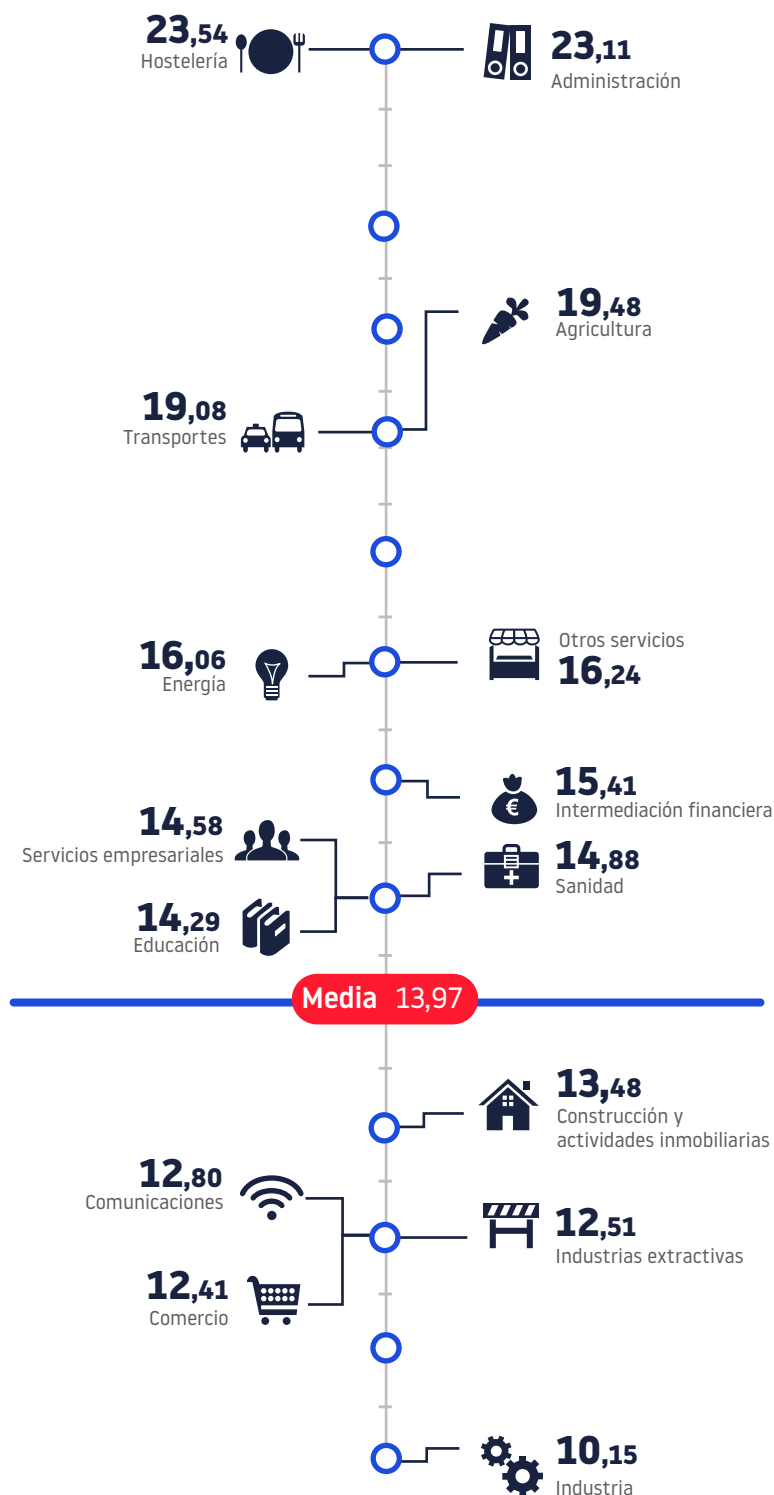 23,54
Hostelería
23,11
Administración
19,48
Agricultura
19,08
Transportes
Otros servicios
16,24
16,06
Energía
15,41
Intermediación financiera
14,58
Servicios empresariales
14,88
Sanidad
14,29
Educación
€
Media 13,97
13,48
Construcción y
actividades inmobiliarias
12,80
Comunicaciones
12,51
Industrias extractivas
12,41
Comercio
10,15
Industria